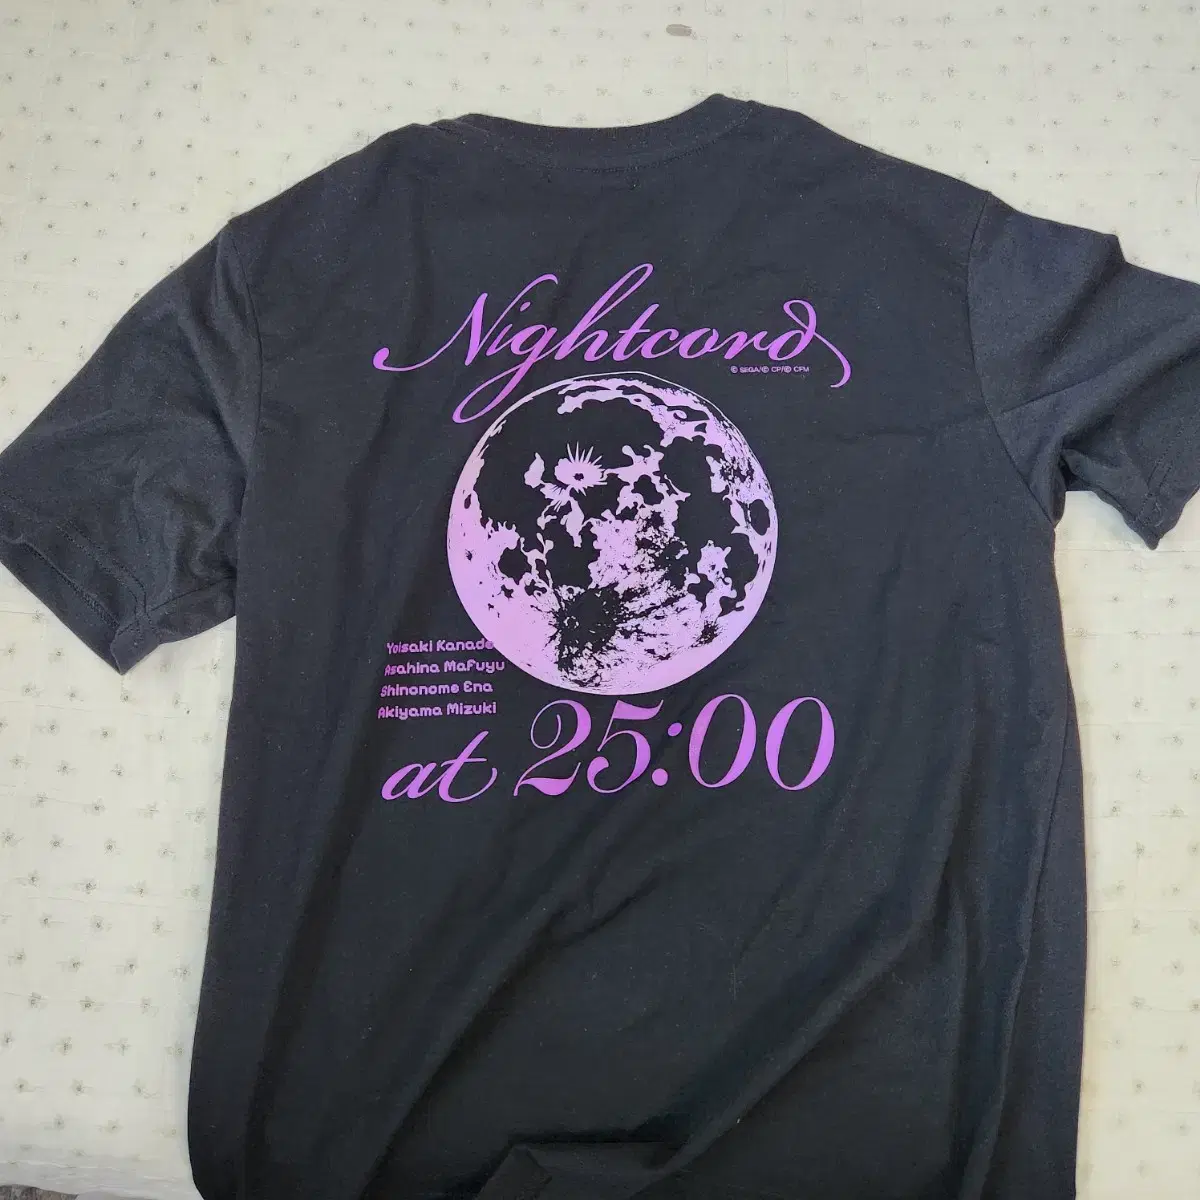 Nightcord
© SEGA/© CP/© CFM
Yoisaki Kanade
Asahina Mafuyu
Shinonome Ena
Akiyama Mizuki
at 25:00